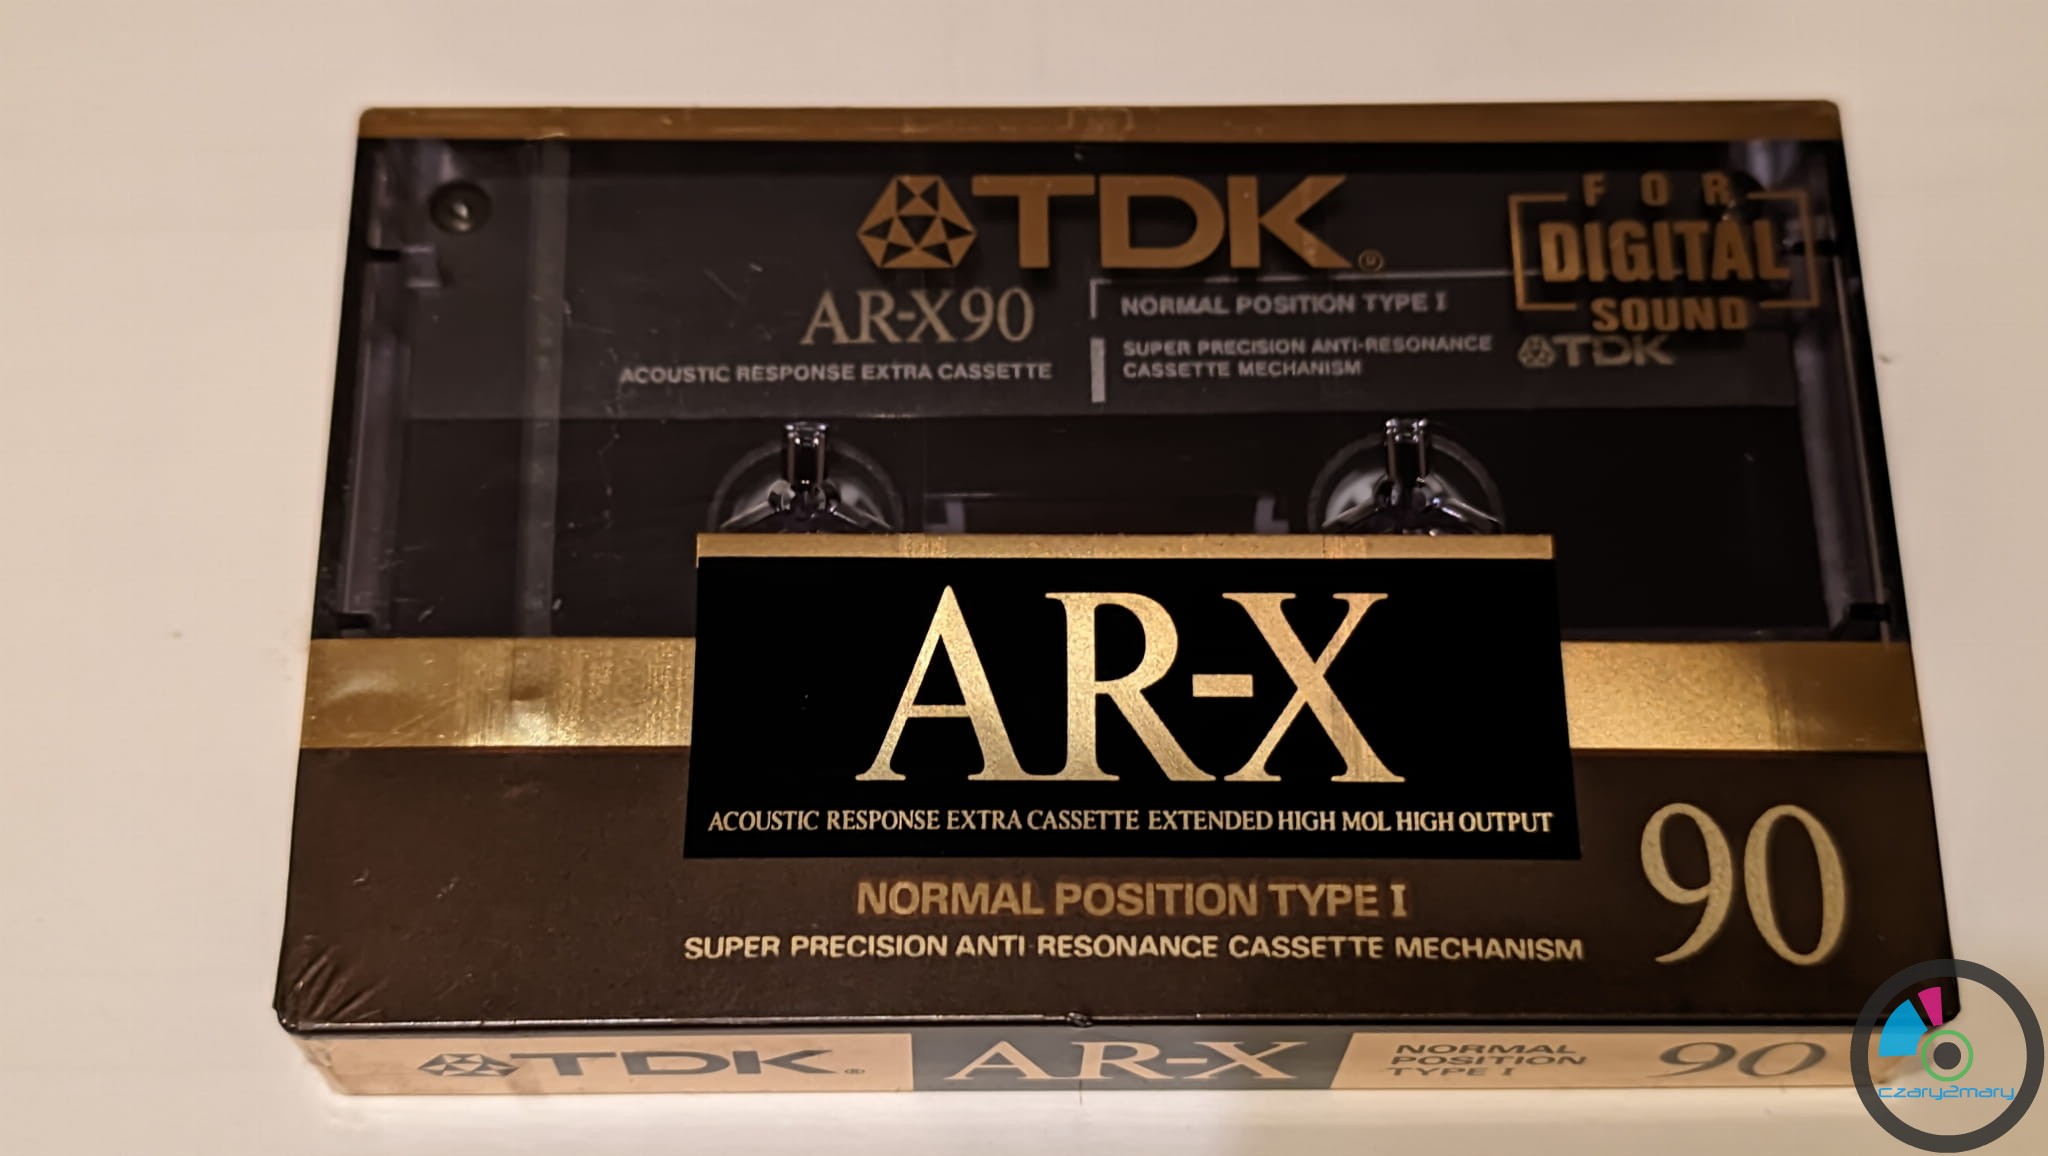 TDK®
FOR
DIGITAL
SOUND
TDK
AR-X90
ACOUSTIC RESPONSE EXTRA CASSETTE
NORMAL POSITION TYPE I
SUPER PRECISION ANTI-RESONANCE
CASSETTE MECHANISM
AR-X
ACOUSTIC RESPONSE EXTRA CASSETTE EXTENDED HIGH MOL HIGH OUTPUT
NORMAL POSITION TYPE I
SUPER PRECISION ANTI-RESONANCE CASSETTE MECHANISM
90
TDK®
AR-X
NORMAL
POSITION
TYPE I
90
czary2mary